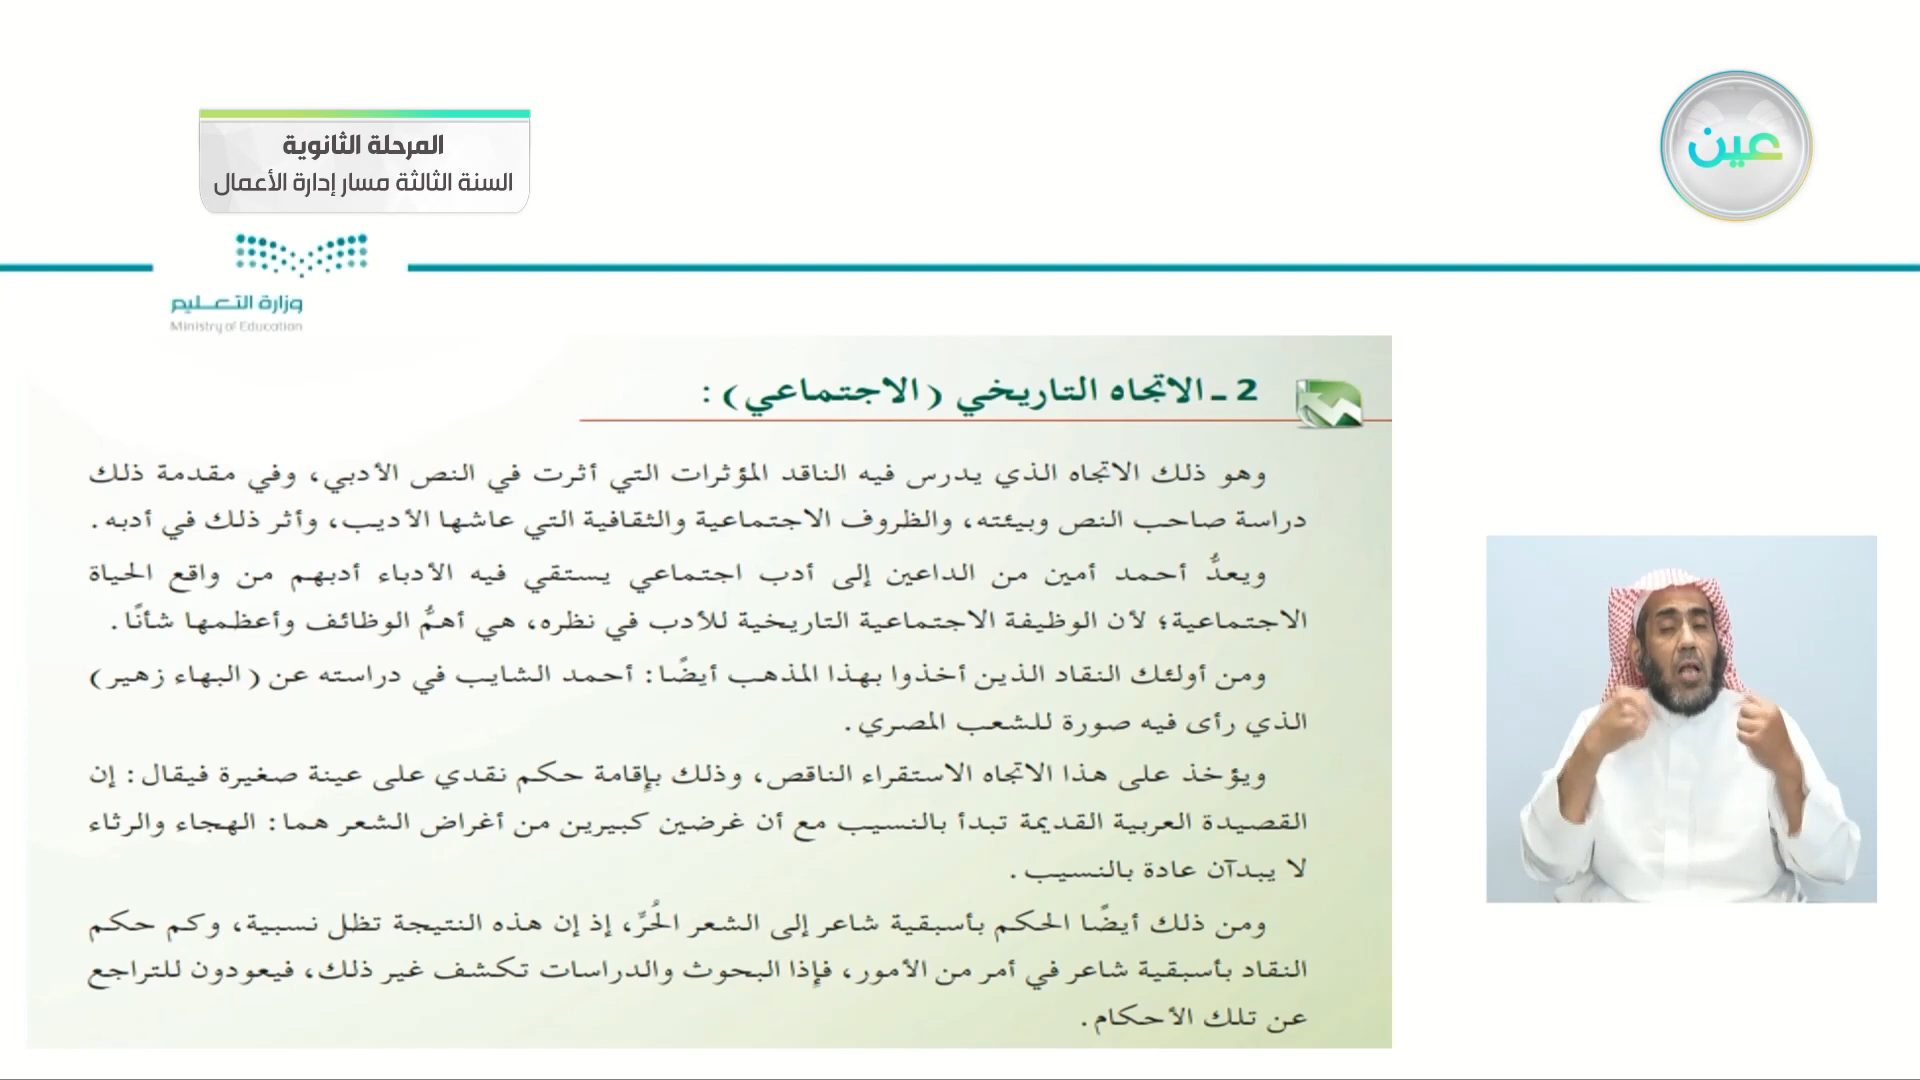 المرحلة الثانوية
السنة الثالثة مسار إدارة الأعمال
عين
وزارة التعليم
Ministry of Education
2 ـ الاتجاه التاريخي (الاجتماعي) :
وهو ذلك الاتجاه الذي يدرس فيه الناقد المؤثرات التي أثرت في النص الأدبي، وفي مقدمة ذلك
دراسة صاحب النص وبيئته، والظروف الاجتماعية والثقافية التي عاشها الأديب، وأثر ذلك في أدبه .
ويعدُّ أحمد أمين من الداعين إلى أدب اجتماعي يستقي فيه الأدباء أدبهم من واقع الحياة
الاجتماعية؛ لأن الوظيفة الاجتماعية التاريخية للأدب في نظره، هي أهمُّ الوظائف وأعظمها شأنًا .
ومن أولئك النقاد الذين أخذوا بهذا المذهب أيضًا: أحمد الشايب في دراسته عن (البهاء زهير)
الذي رأى فيه صورة للشعب المصري .
ويؤخذ على هذا الاتجاه الاستقراء الناقص، وذلك بإقامة حكم نقدي على عينة صغيرة فيقال: إن
القصيدة العربية القديمة تبدأ بالنسيب مع أن غرضين كبيرين من أغراض الشعر هما: الهجاء والرثاء
لا يبدآن عادة بالنسيب .
ومن ذلك أيضًا الحكم بأسبقية شاعر إلى الشعر الحُرِّ، إذ إن هذه النتيجة تظل نسبية، وكم حكم
النقاد بأسبقية شاعر في أمر من الأمور، فإذا البحوث والدراسات تكشف غير ذلك، فيعودون للتراجع
عن تلك الأحكام .